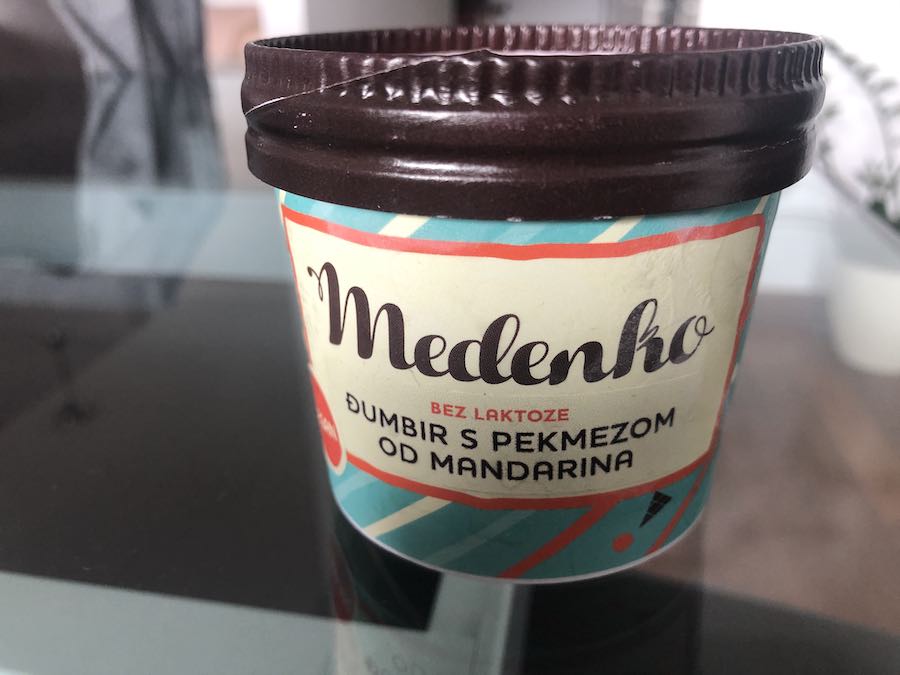 Medenko
BEZ LAKTOZE
ĐUMBIR S PEKMEZOM
OD MANDARINA